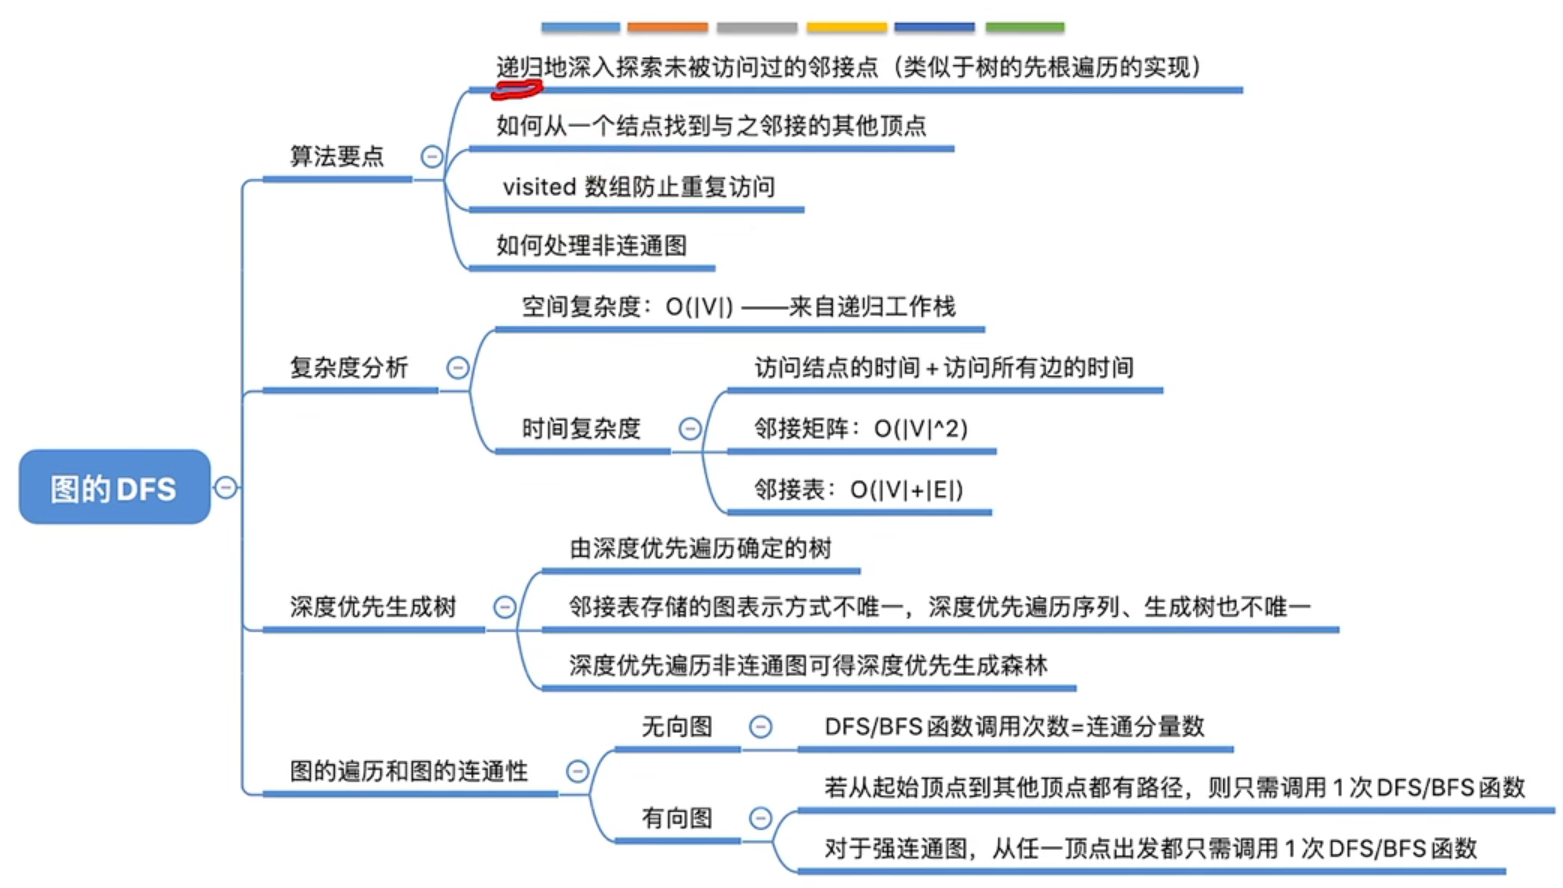 图的DFS
算法要点
递归地深入探索未被访问过的邻接点（类似于树的先根遍历的实现）
如何从一个结点找到与之邻接的其他顶点
visited 数组防止重复访问
如何处理非连通图
复杂度分析
空间复杂度：O(|V|) ——来自递归工作栈
时间复杂度
访问结点的时间 + 访问所有边的时间
邻接矩阵：O(|V|^2)
邻接表：O(|V|+|E|)
深度优先生成树
由深度优先遍历确定的树
邻接表存储的图表示方式不唯一，深度优先遍历序列、生成树也不唯一
深度优先遍历非连通图可得深度优先生成森林
图的遍历和图的连通性
无向图
DFS/BFS 函数调用次数=连通分量数
有向图
若从起始顶点到其他顶点都有路径，则只需调用 1 次 DFS/BFS 函数
对于强连通图，从任一顶点出发都只需调用 1 次 DFS/BFS 函数